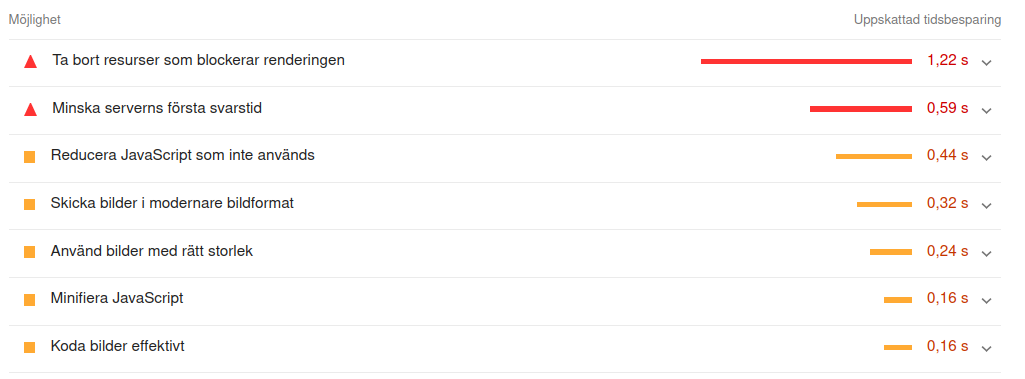 Möjlighet Uppskattad tidsbesparing
Ta bort resurser som blockerar renderingen 1,22 s
Minska serverns första svarstid 0,59 s
Reducera JavaScript som inte används 0,44 s
Skicka bilder i modernare bildformat 0,32 s
Använd bilder med rätt storlek 0,24 s
Minifiera JavaScript 0,16 s
Koda bilder effektivt 0,16 s